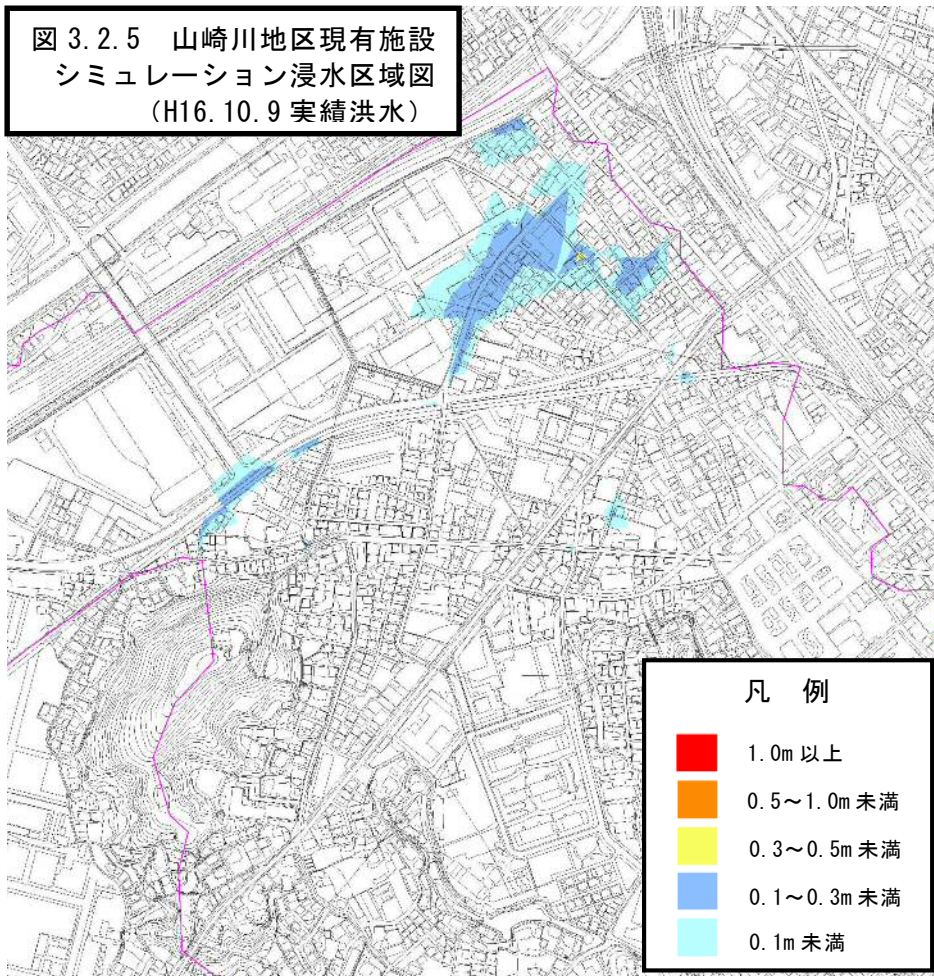 図 3.2.5 山崎川地区現有施設
シミュレーション浸水区域図
(H16.10.9 実績洪水)
凡 例
1.0m 以上
0.5～1.0m 未満
0.3～0.5m 未満
0.1～0.3m 未満
0.1m 未満